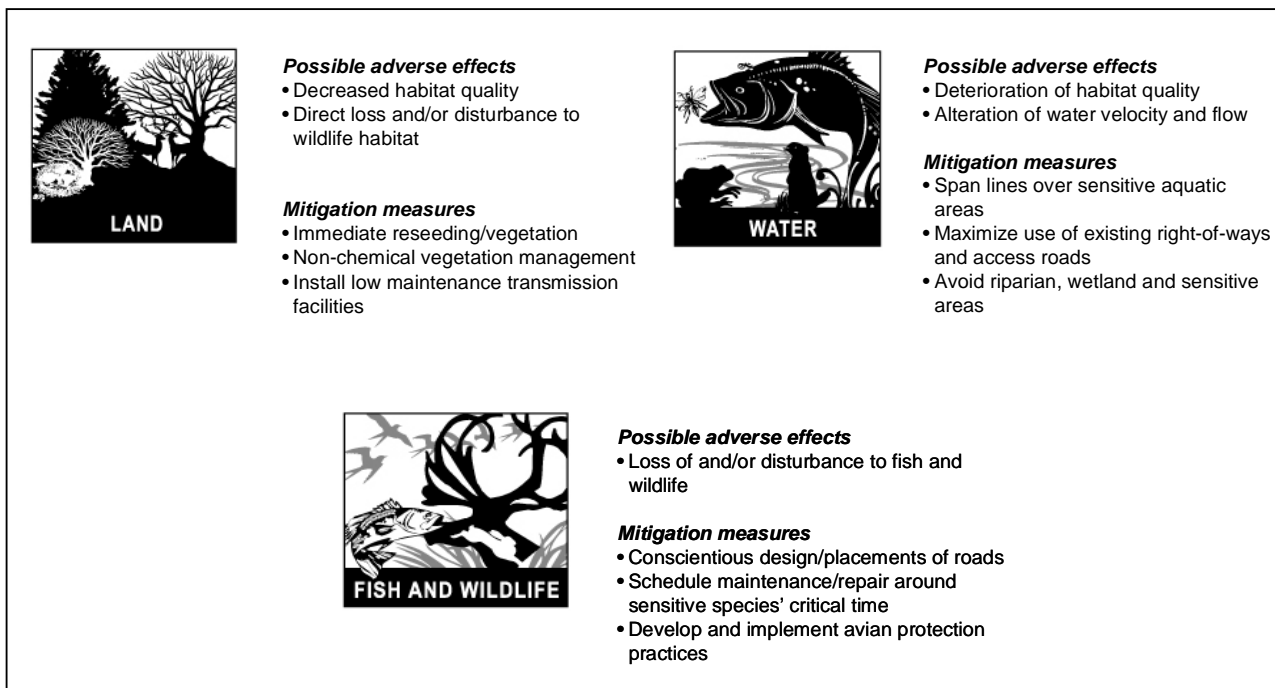 LAND
Possible adverse effects
• Decreased habitat quality
• Direct loss and/or disturbance to
wildlife habitat
Mitigation measures
• Immediate reseeding/vegetation
• Non-chemical vegetation management
• Install low maintenance transmission
facilities
WATER
Possible adverse effects
• Deterioration of habitat quality
• Alteration of water velocity and flow
Mitigation measures
• Span lines over sensitive aquatic
areas
• Maximize use of existing right-of-ways
and access roads
• Avoid riparian, wetland and sensitive
areas
FISH AND WILDLIFE
Possible adverse effects
• Loss of and/or disturbance to fish and
wildlife
Mitigation measures
• Conscientious design/placements of roads
• Schedule maintenance/repair around
sensitive species’ critical time
• Develop and implement avian protection
practices